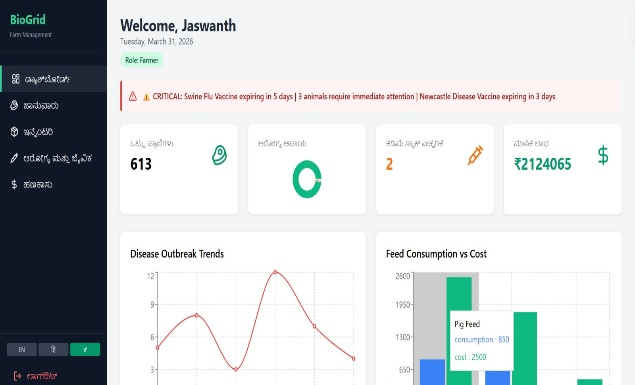 BioGrid
Farm Management
ಡ್ಯಾಶ್‌ಬೋರ್ಡ್
ಜಾನುವಾರು
ಇನ್ವೆಂಟರಿ
ಆರೋಗ್ಯ ಮತ್ತು ಜೈವಿಕ
ಹಣಕಾಸು
EN
हि
ಕ
ಲಾಗ್ಔಟ್
Welcome, Jaswanth
Tuesday, March 31, 2026
Role: Farmer
⚠️ CRITICAL: Swine Flu Vaccine expiring in 5 days | 3 animals require immediate attention | Newcastle Disease Vaccine expiring in 3 days
ಒಟ್ಟು ಪ್ರಾಣಿಗಳು
613
ಆರೋಗ್ಯ ಅಪಾಯ
ಕಡಿಮೆ ಸ್ಟಾಕ್ ಎಚ್ಚರಿಕೆ
2
ಮಾಸಿಕ ಲಾಭ
₹2124065
Disease Outbreak Trends
12
9
6
3
Feed Consumption vs Cost
2600
1950
1300
650
Pig Feed
consumption : 850
cost : 2500